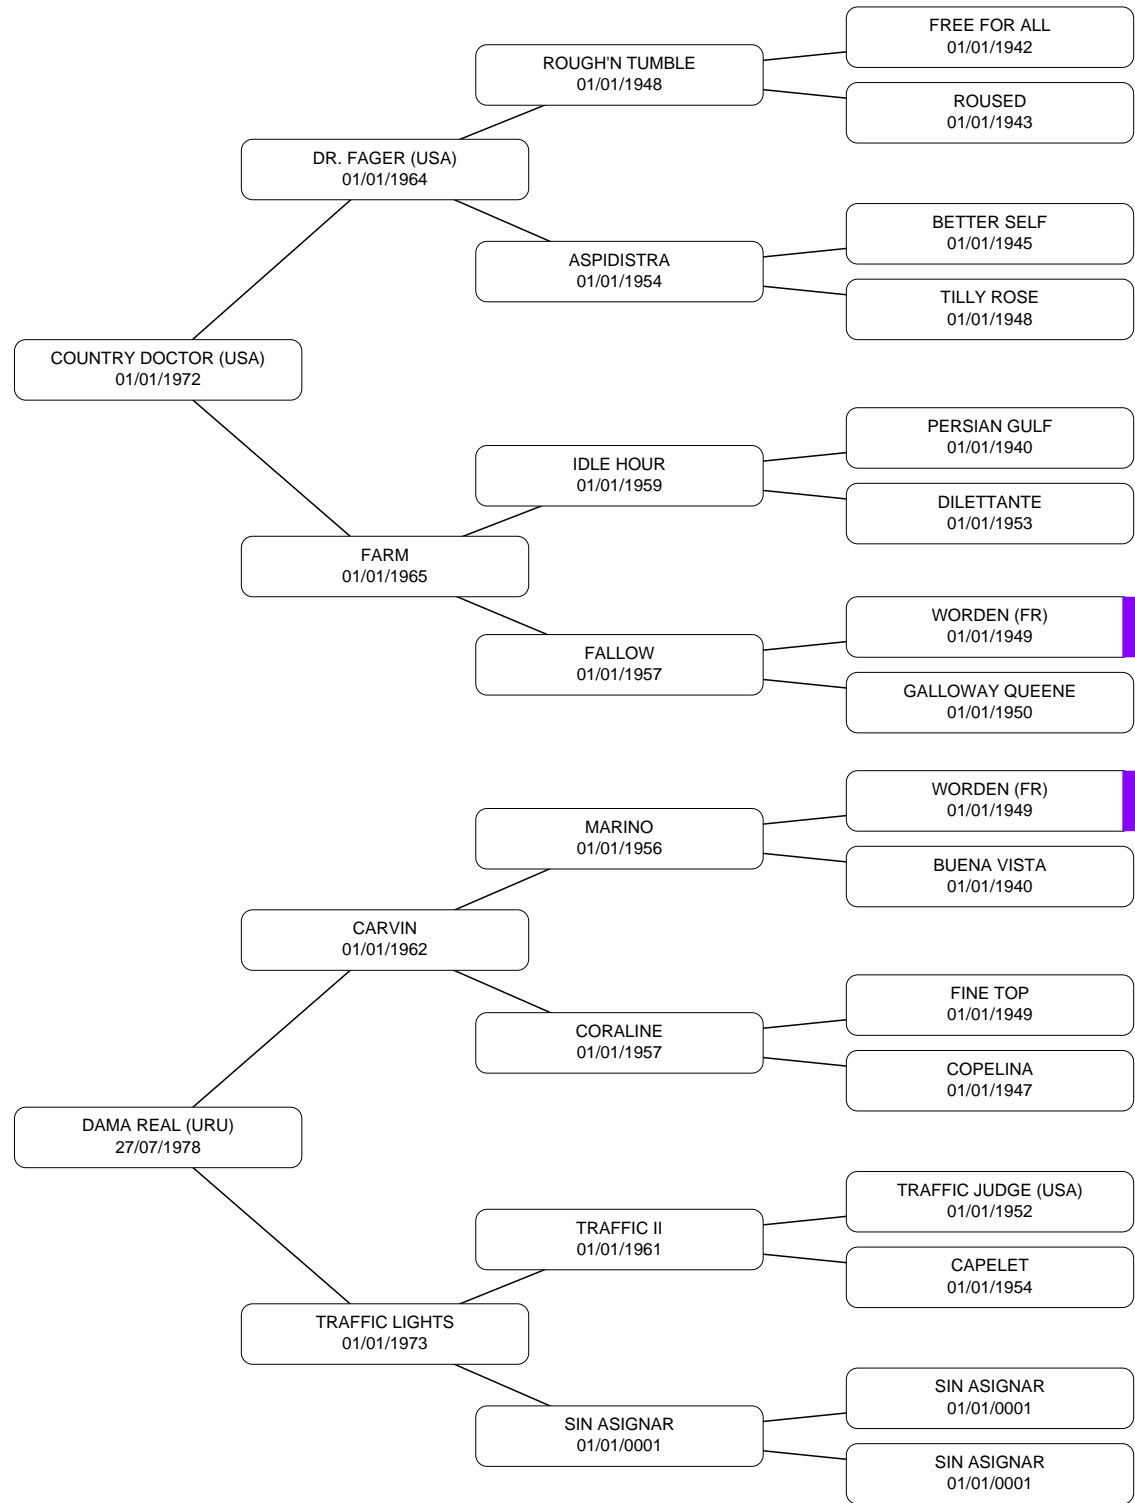 FREE FOR ALL
01/01/1942
ROUGH'N TUMBLE
01/01/1948
ROUSED
01/01/1943
DR. FAGER (USA)
01/01/1964
BETTER SELF
01/01/1945
ASPIDISTRA
01/01/1954
TILLY ROSE
01/01/1948
COUNTRY DOCTOR (USA)
01/01/1972
PERSIAN GULF
01/01/1940
IDLE HOUR
01/01/1959
DILETTANTE
01/01/1953
FARM
01/01/1965
WORDEN (FR)
01/01/1949
FALLOW
01/01/1957
GALLOWAY QUEENE
01/01/1950
WORDEN (FR)
01/01/1949
MARINO
01/01/1956
BUENA VISTA
01/01/1940
CARVIN
01/01/1962
FINE TOP
01/01/1949
CORALINE
01/01/1957
COPELINA
01/01/1947
DAMA REAL (URU)
27/07/1978
TRAFFIC JUDGE (USA)
01/01/1952
TRAFFIC II
01/01/1961
CAPELET
01/01/1954
TRAFFIC LIGHTS
01/01/1973
SIN ASIGNAR
01/01/0001
SIN ASIGNAR
01/01/0001
SIN ASIGNAR
01/01/0001